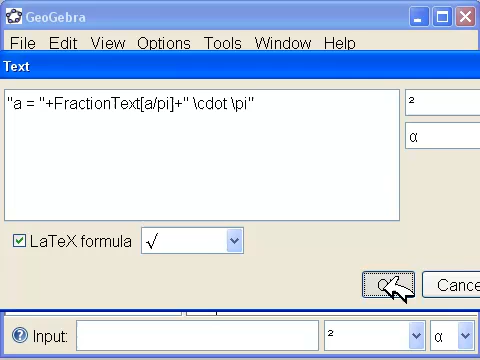 GeoGebra
File Edit View Options Tools Window Help
Text
"a = "+FractionText[a/pi]+" \cdot \pi"
²
α
LaTeX formula √
Cance
Input: ² α